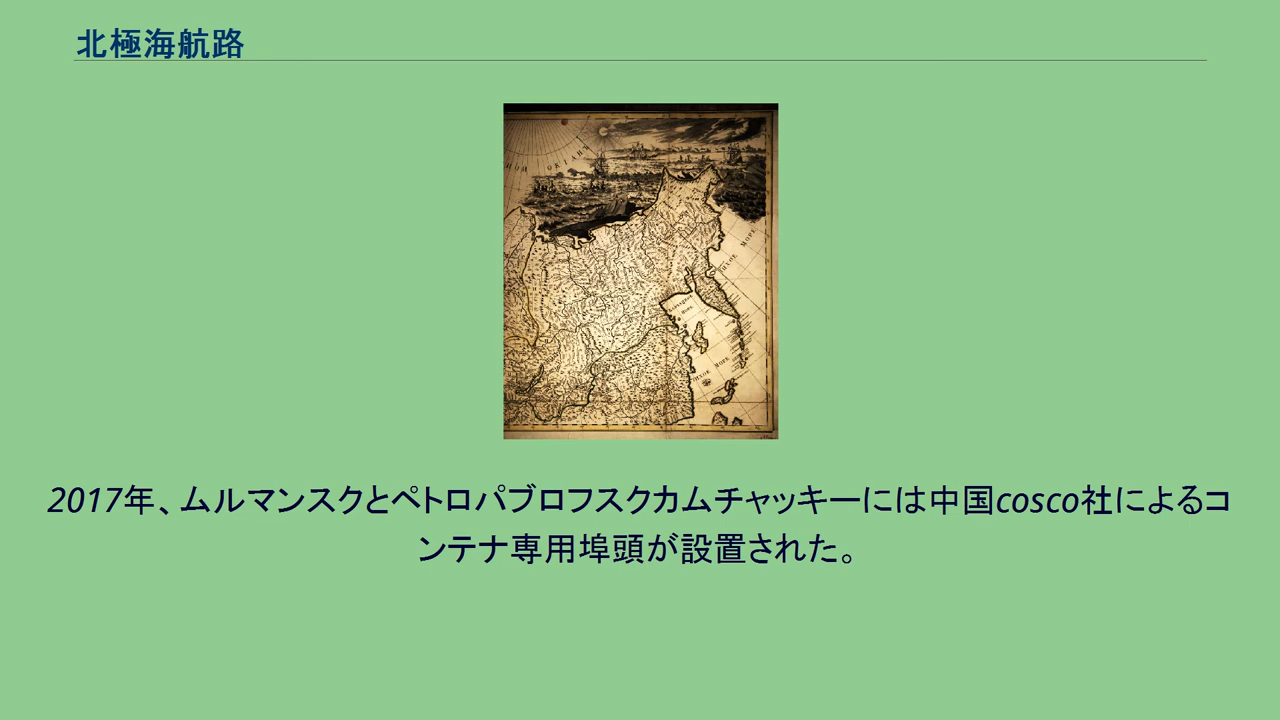 北極海航路
2017年、ムルマンスクとペトロパブロフスクカムチャッキーには中国cosco社によるコ
ンテナ専用埠頭が設置された。